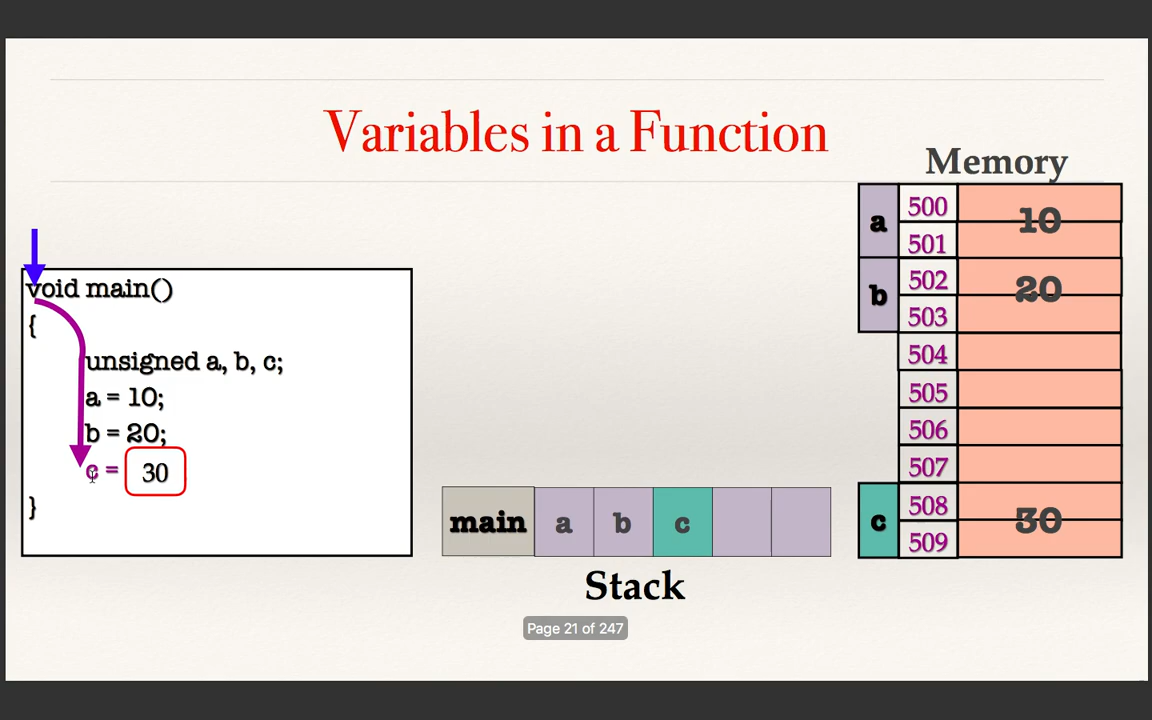 Variables in a Function
Memory
void main()
{
unsigned a, b, c;
a = 10;
b = 20;
c = 30
}
main a b c
Stack
a 500 10
501
b 502 20
503
504
505
506
507
c 508 30
509
Page 21 of 247